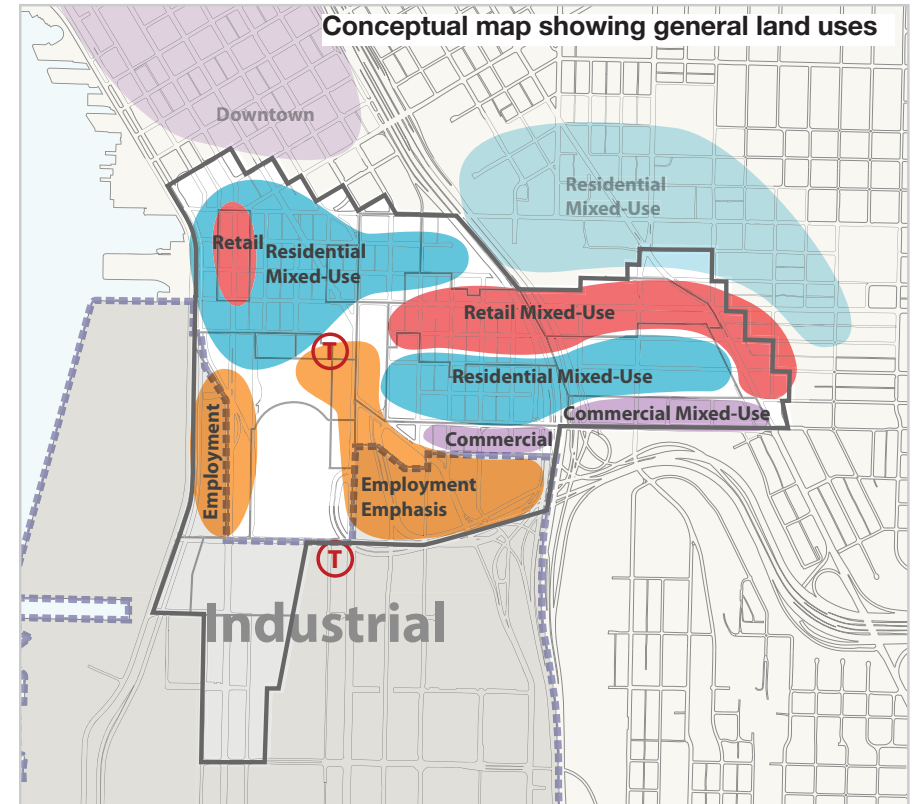 Conceptual map showing general land uses
Downtown
Residential
Mixed-Use
Retail
Residential
Mixed-Use
Retail Mixed-Use
T
Residential Mixed-Use
Commercial Mixed-Use
Commercial
Employment
Employment
Emphasis
T
Industrial